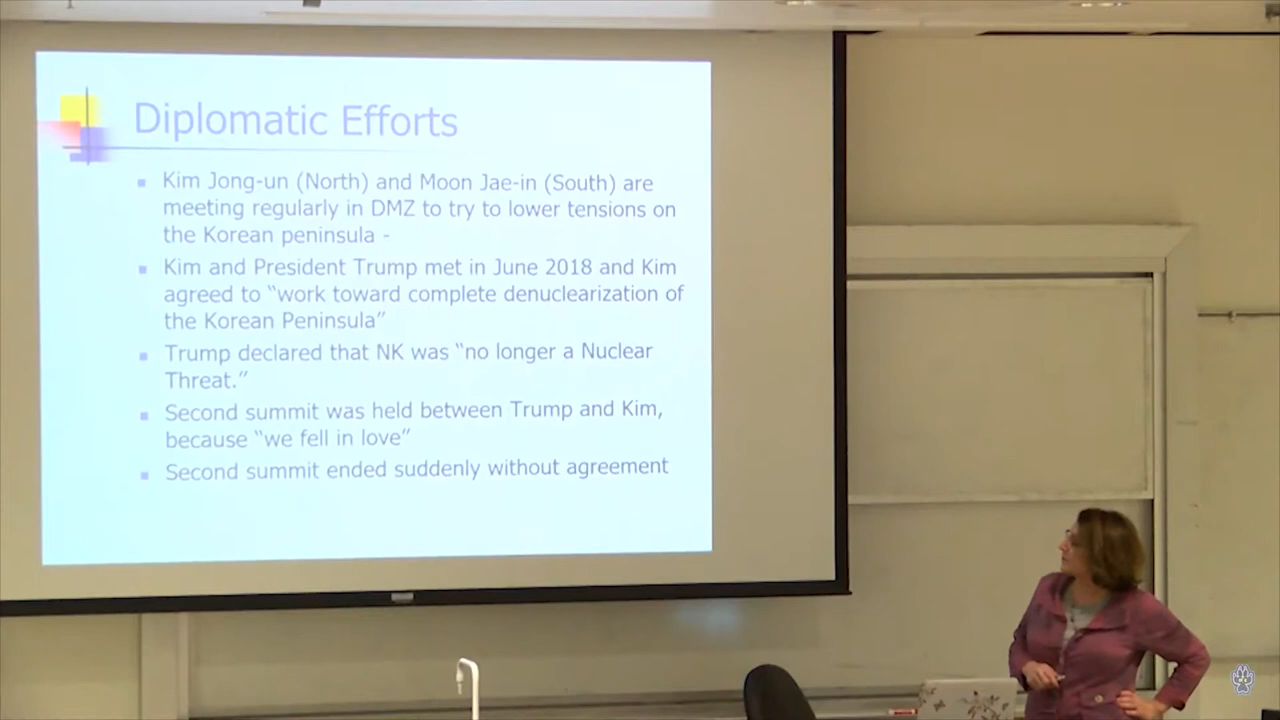 Diplomatic Efforts
Kim Jong-un (North) and Moon Jae-in (South) are
meeting regularly in DMZ to try to lower tensions on
the Korean peninsula -
Kim and President Trump met in June 2018 and Kim
agreed to “work toward complete denuclearization of
the Korean Peninsula”
Trump declared that NK was “no longer a Nuclear
Threat.”
Second summit was held between Trump and Kim,
because “we fell in love”
Second summit ended suddenly without agreement